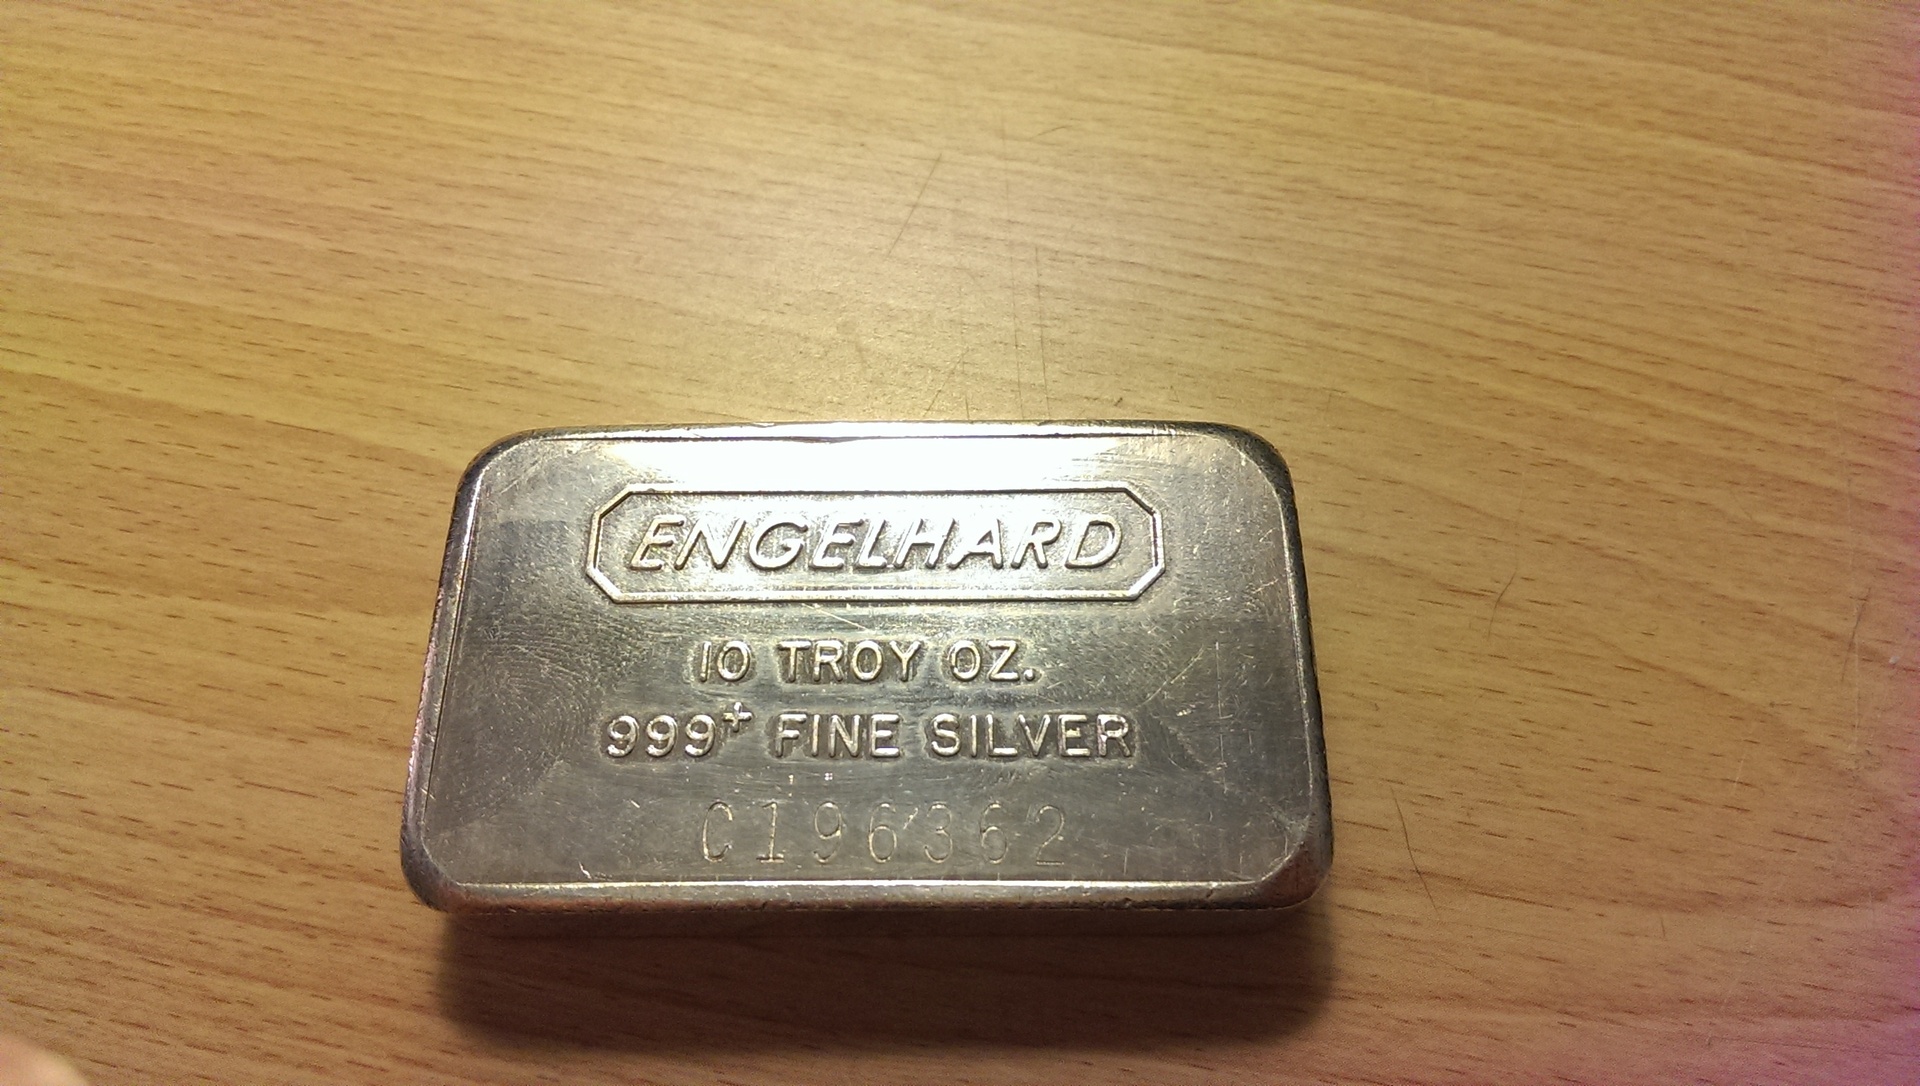 ENGELHARD
10 TROY OZ.
999+ FINE SILVER
C196362